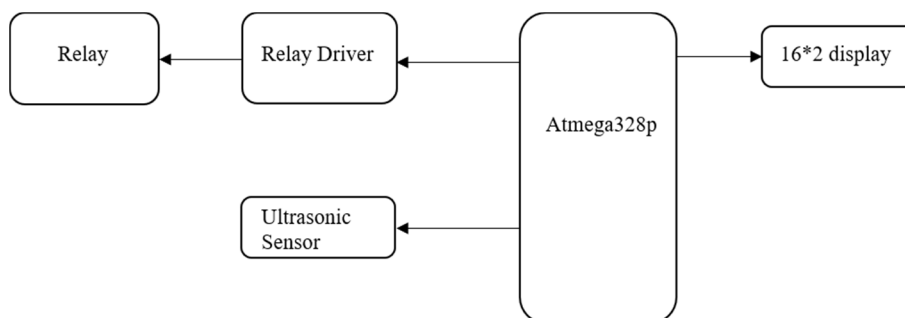 Relay
Relay Driver
16*2 display
Atmega328p
Ultrasonic
Sensor